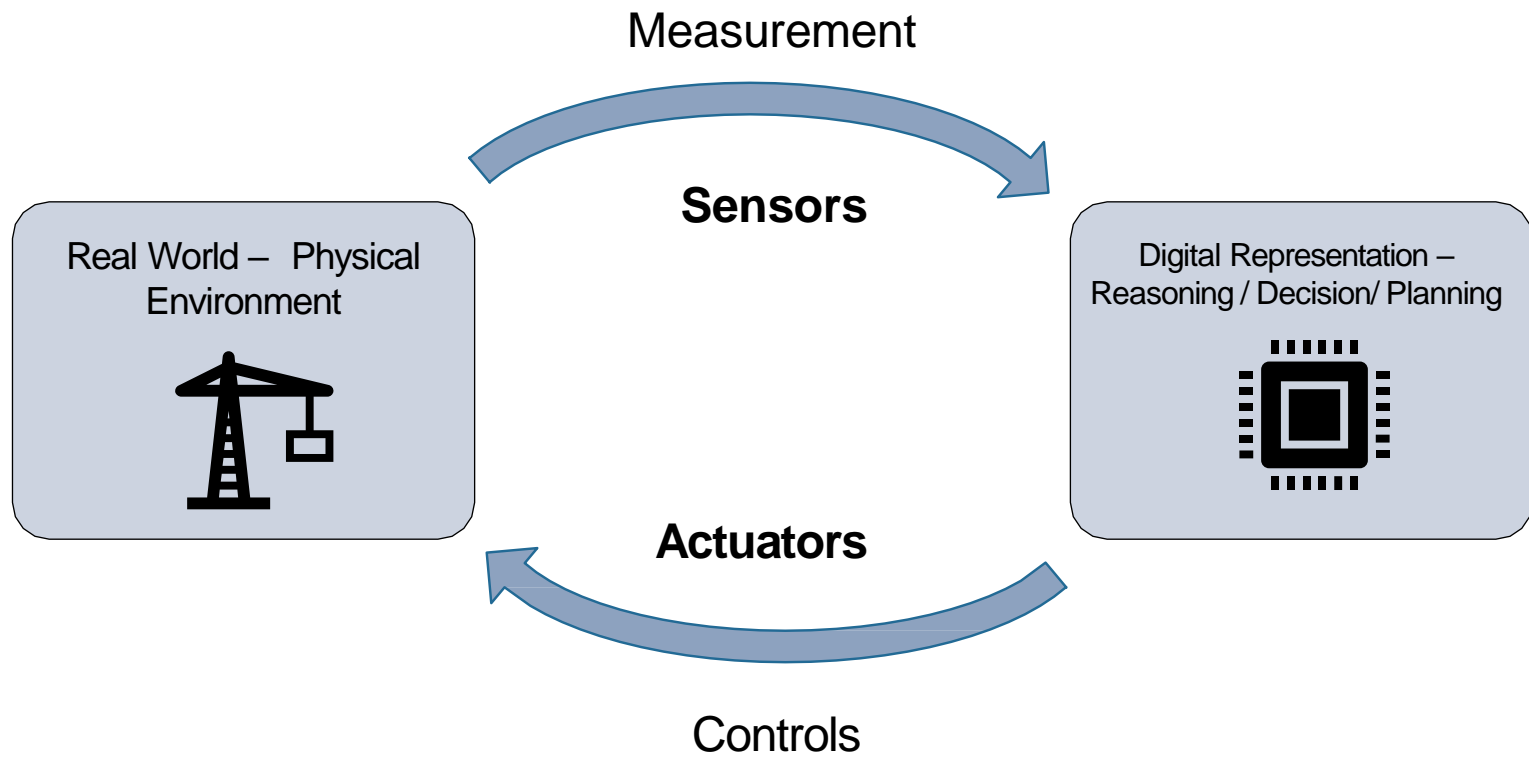 Measurement
Sensors
Real World – Physical
Environment
Digital Representation –
Reasoning / Decision/ Planning
Actuators
Controls